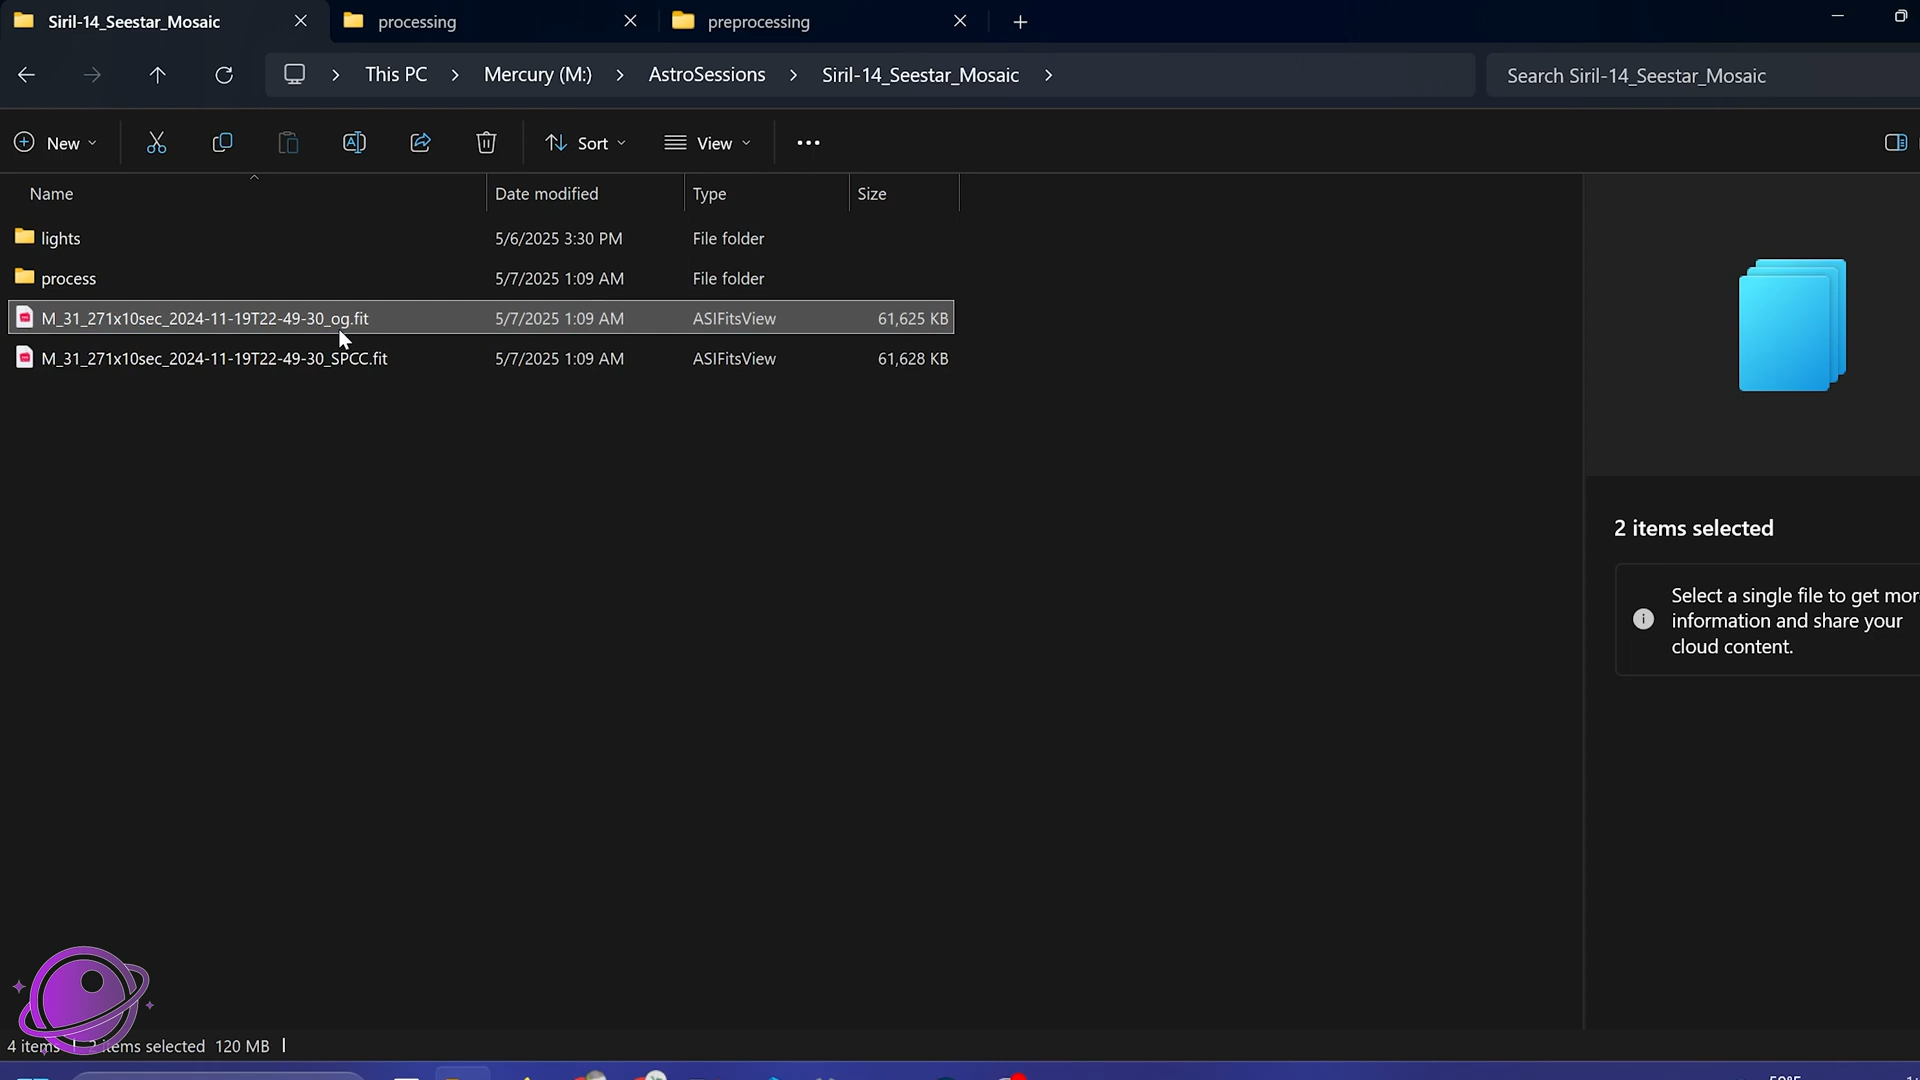 Siril-14_Seestar_Mosaic
processing
preprocessing
This PC
Mercury (M:)
AstroSessions
Siril-14_Seestar_Mosaic
Search Siril-14_Seestar_Mosaic
New
Sort
View
Name
Date modified
Type
Size
lights
5/6/2025 3:30 PM
File folder
process
5/7/2025 1:09 AM
File folder
M_31_271x10sec_2024-11-19T22-49-30_og.fit
5/7/2025 1:09 AM
ASIFitsView
61,625 KB
M_31_271x10sec_2024-11-19T22-49-30_SPCC.fit
5/7/2025 1:09 AM
ASIFitsView
61,628 KB
2 items selected
Select a single file to get mor
information and share your
cloud content.
4 items
2 items selected
120 MB